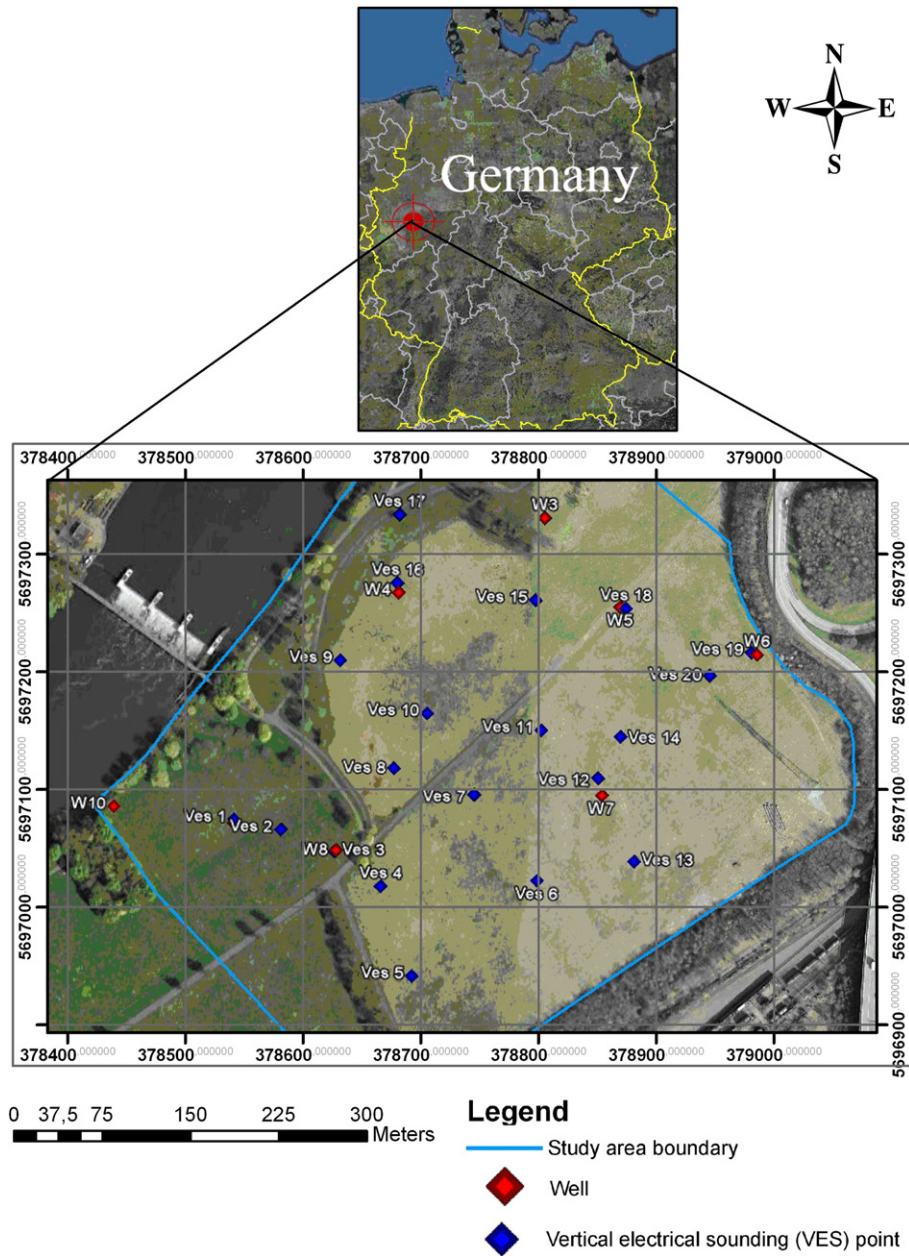 N
W E
S
Germany
378400.000000 378500.000000 378600.000000 378700.000000 378800.000000 378900.000000 379000.000000
5697300.000000
5697200.000000
5697100.000000
5697000.000000
5696900.000000
5697300.000000
5697200.000000
5697100.000000
5697000.000000
Ves 17
W3
Ves 16
W4
Ves 15
Ves 18
W5
W6
Ves 19
Ves 9
Ves 20
Ves 10
Ves 11
Ves 14
Ves 8
Ves 12
Ves 7
W7
W10
Ves 1
Ves 2
W8 Ves 3
Ves 13
Ves 4
Ves 6
Ves 5
378400.000000 378500.000000 378600.000000 378700.000000 378800.000000 378900.000000 379000.000000
0 37,5 75 150 225 300
Meters
Legend
Study area boundary
Well
Vertical electrical sounding (VES) point